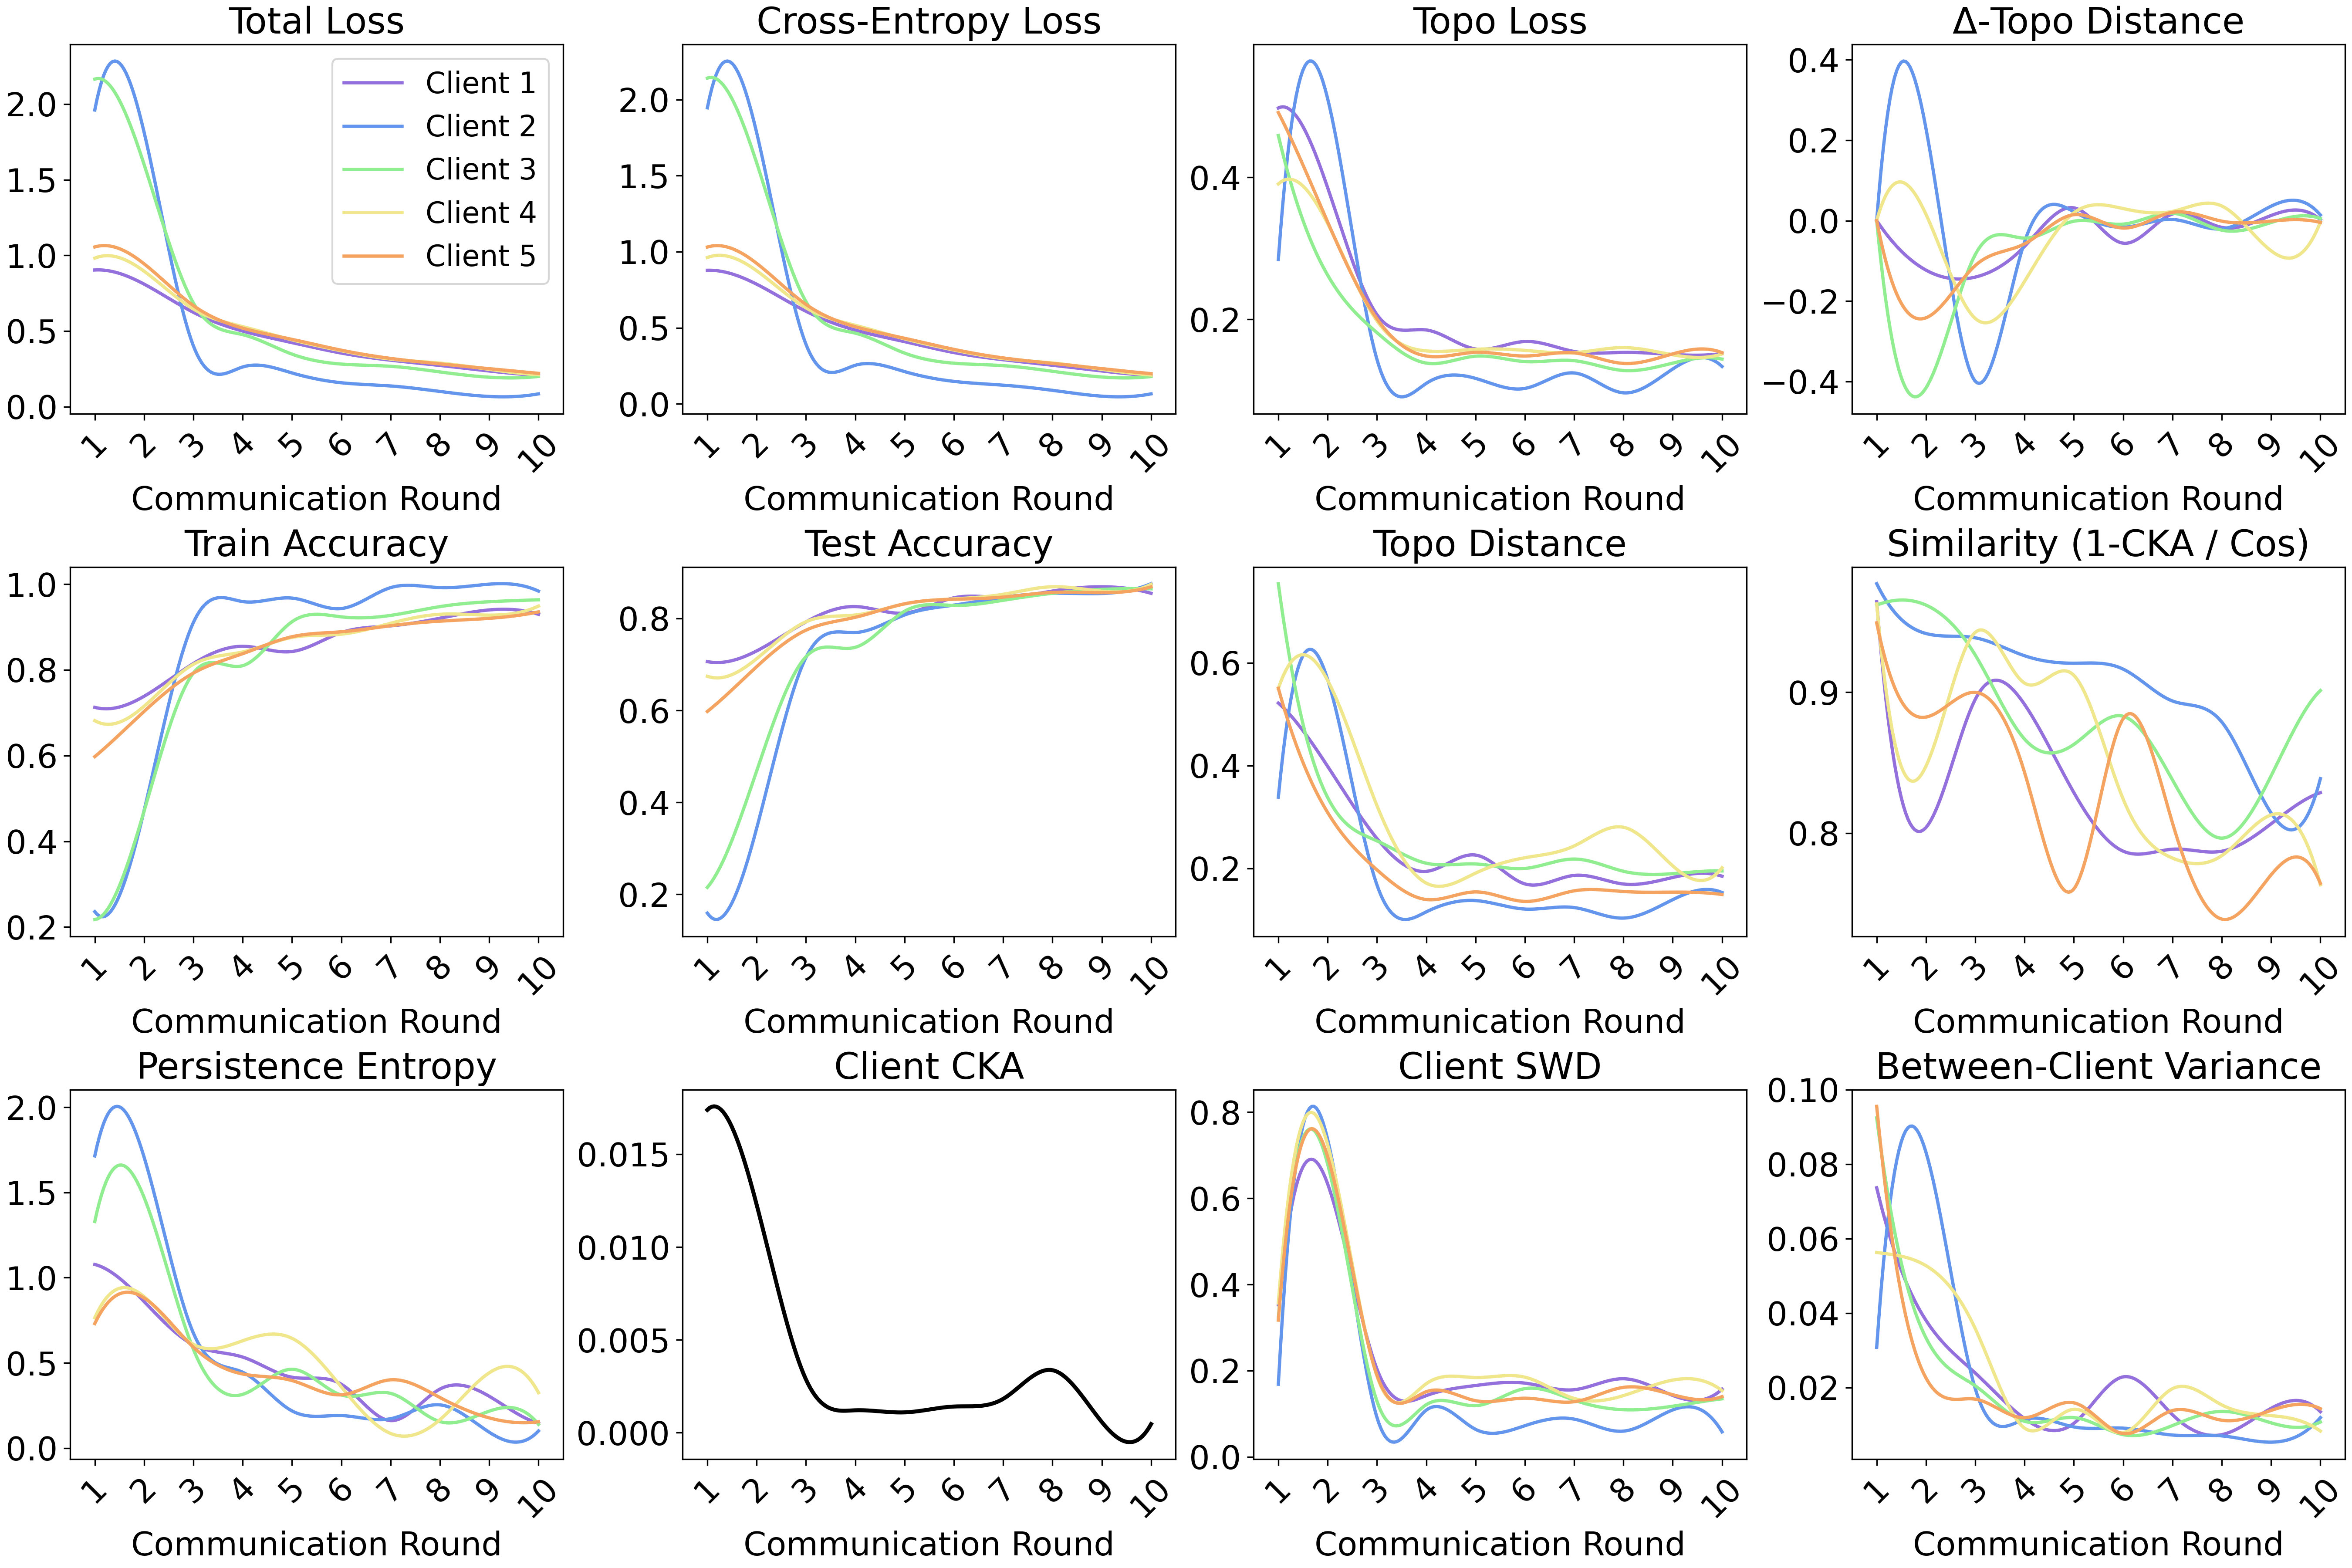 Total Loss
2.0
1.5
1.0
0.5
0.0
Client 1
Client 2
Client 3
Client 4
Client 5
1 2 3 4 5 6 7 8 9 10
Communication Round
Cross-Entropy Loss
2.0
1.5
1.0
0.5
0.0
1 2 3 4 5 6 7 8 9 10
Communication Round
Topo Loss
0.4
0.2
1 2 3 4 5 6 7 8 9 10
Communication Round
Δ-Topo Distance
0.4
0.2
0.0
−0.2
−0.4
1 2 3 4 5 6 7 8 9 10
Communication Round
Train Accuracy
1.0
0.8
0.6
0.4
0.2
1 2 3 4 5 6 7 8 9 10
Communication Round
Test Accuracy
0.8
0.6
0.4
0.2
1 2 3 4 5 6 7 8 9 10
Communication Round
Topo Distance
0.6
0.4
0.2
1 2 3 4 5 6 7 8 9 10
Communication Round
Similarity (1-CKA / Cos)
0.9
0.8
1 2 3 4 5 6 7 8 9 10
Communication Round
Persistence Entropy
2.0
1.5
1.0
0.5
0.0
1 2 3 4 5 6 7 8 9 10
Communication Round
Client CKA
0.015
0.010
0.005
0.000
1 2 3 4 5 6 7 8 9 10
Communication Round
Client SWD
0.8
0.6
0.4
0.2
0.0
1 2 3 4 5 6 7 8 9 10
Communication Round
Between-Client Variance
0.10
0.08
0.06
0.04
0.02
1 2 3 4 5 6 7 8 9 10
Communication Round